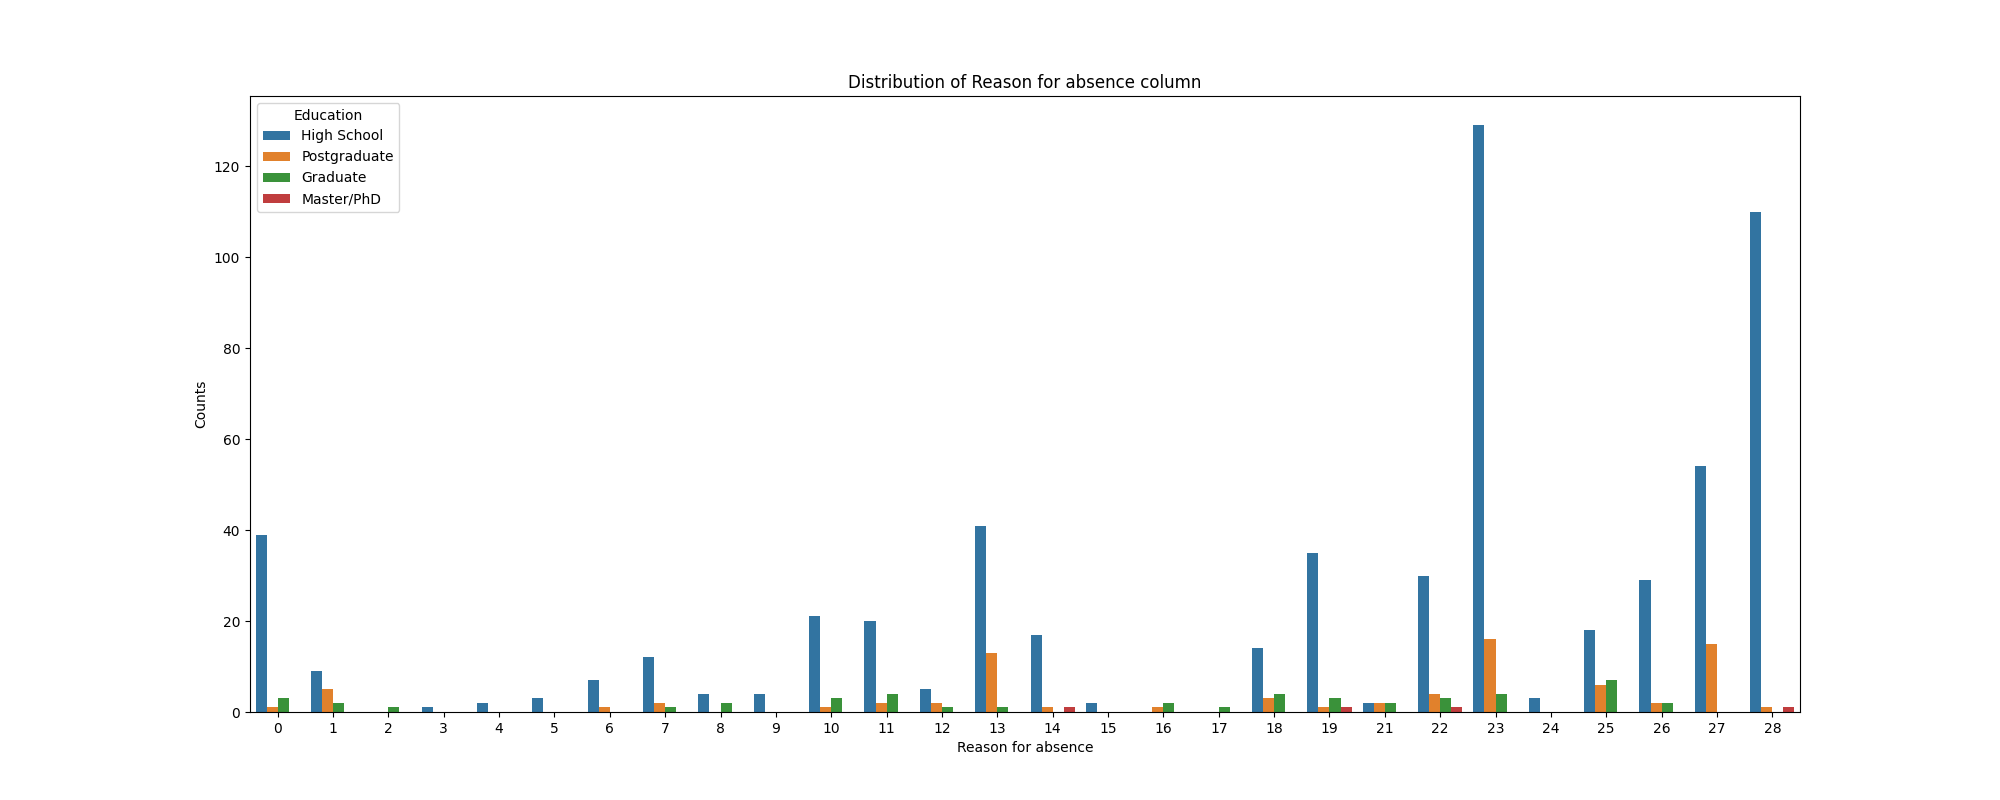 Distribution of Reason for absence column
Education
High School
Postgraduate
Graduate
Master/PhD
120
100
80
60
40
20
0
Counts
0 1 2 3 4 5 6 7 8 9 10 11 12 13 14 15 16 17 18 19 21 22 23 24 25 26 27 28
Reason for absence